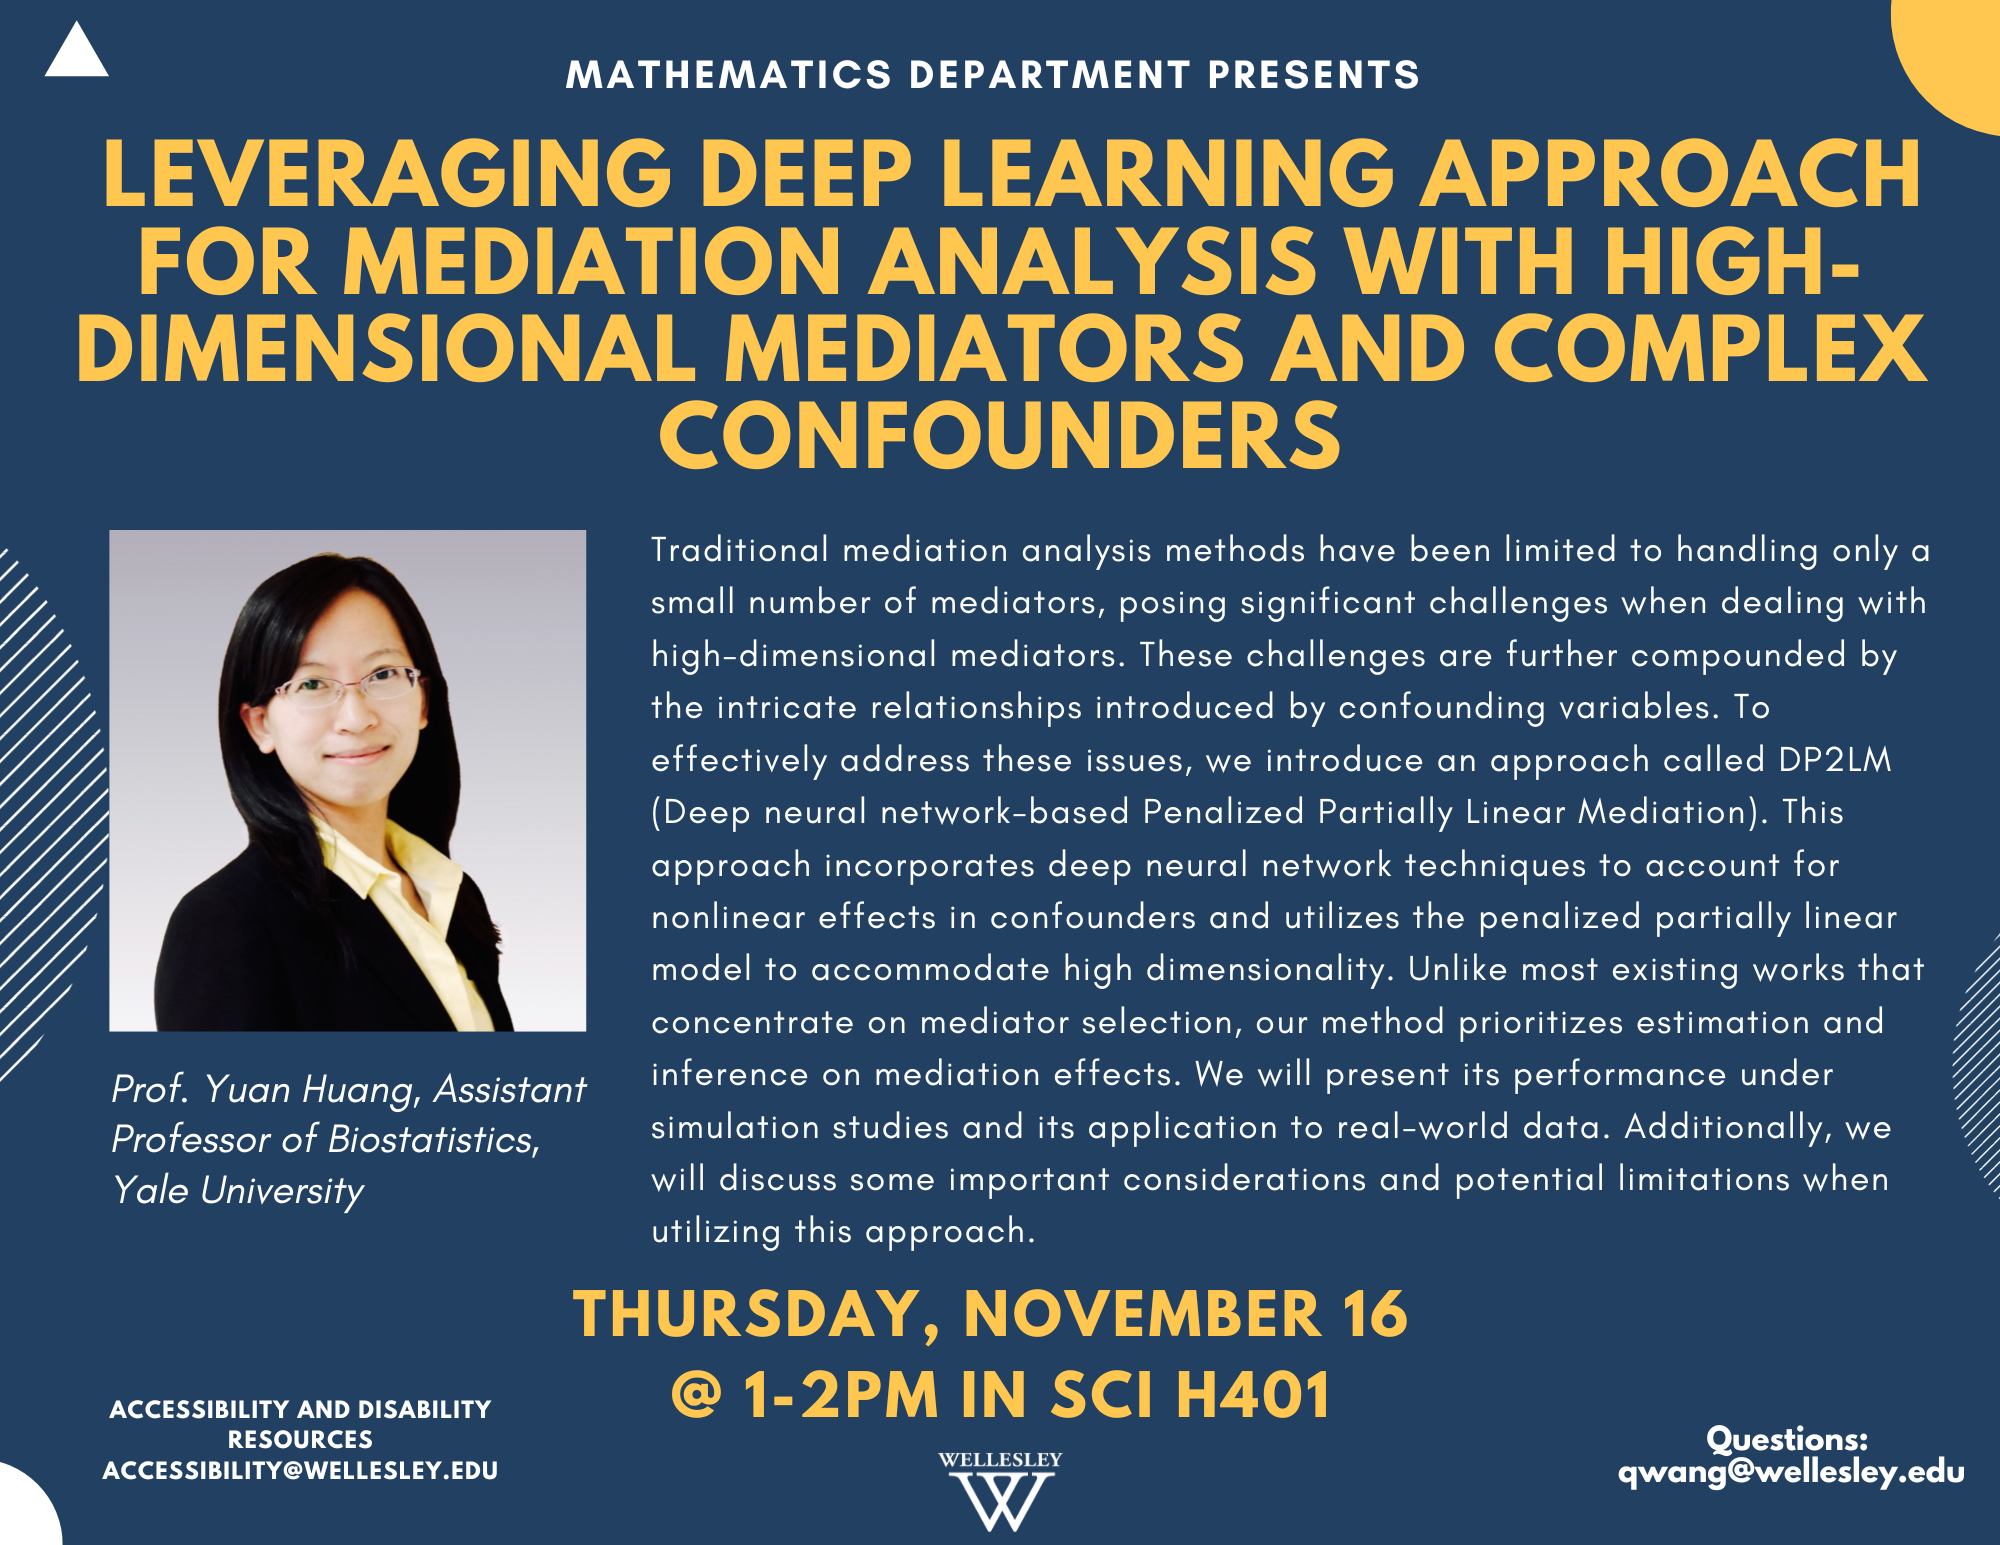 MATHEMATICS DEPARTMENT PRESENTS
LEVERAGING DEEP LEARNING APPROACH
FOR MEDIATION ANALYSIS WITH HIGH-
DIMENSIONAL MEDIATORS AND COMPLEX
CONFOUNDERS
Traditional mediation analysis methods have been limited to handling only a
small number of mediators, posing significant challenges when dealing with
high-dimensional mediators. These challenges are further compounded by
the intricate relationships introduced by confounding variables. To
effectively address these issues, we introduce an approach called DP2LM
(Deep neural network-based Penalized Partially Linear Mediation). This
approach incorporates deep neural network techniques to account for
nonlinear effects in confounders and utilizes the penalized partially linear
model to accommodate high dimensionality. Unlike most existing works that
concentrate on mediator selection, our method prioritizes estimation and
inference on mediation effects. We will present its performance under
simulation studies and its application to real-world data. Additionally, we
will discuss some important considerations and potential limitations when
utilizing this approach.
Prof. Yuan Huang, Assistant
Professor of Biostatistics,
Yale University
THURSDAY, NOVEMBER 16
@ 1-2PM IN SCI H401
ACCESSIBILITY AND DISABILITY
RESOURCES
ACCESSIBILITY@WELLESLEY.EDU
WELLESLEY
W
Questions:
qwang@wellesley.edu